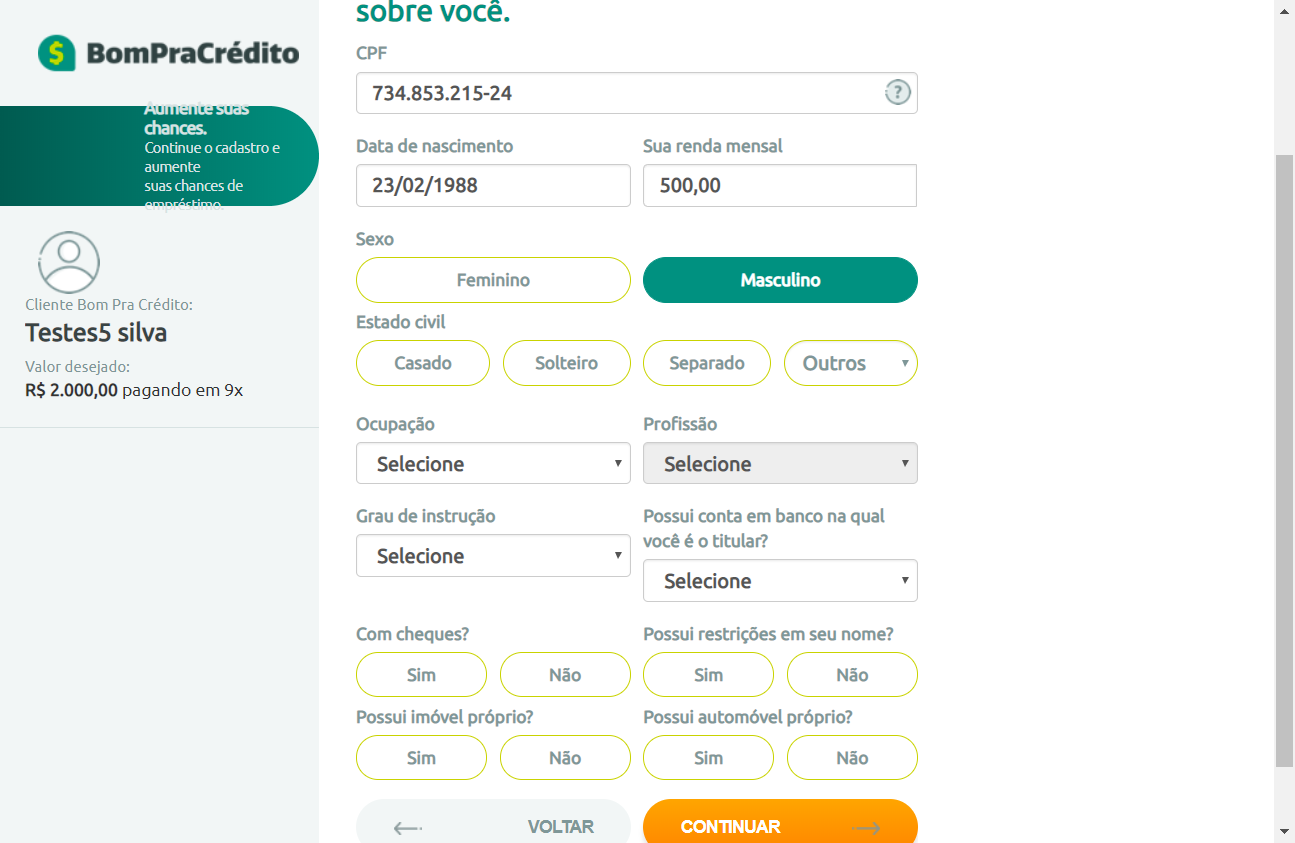 BomPraCrédito
Aumente suas
chances.
Continue o cadastro e
aumente
suas chances de
empréstimo.
Cliente Bom Pra Crédito:
Testes5 silva
Valor desejado:
R$ 2.000,00 pagando em 9x
sobre você.
CPF
734.853.215-24
?
Data de nascimento
Sua renda mensal
23/02/1988
500,00
Sexo
Feminino
Masculino
Estado civil
Casado
Solteiro
Separado
Outros
Ocupação
Profissão
Selecione
Selecione
Grau de instrução
Possui conta em banco na qual
você é o titular?
Selecione
Selecione
Com cheques?
Possui restrições em seu nome?
Sim
Não
Sim
Não
Possui imóvel próprio?
Possui automóvel próprio?
Sim
Não
Sim
Não
VOLTAR
CONTINUAR